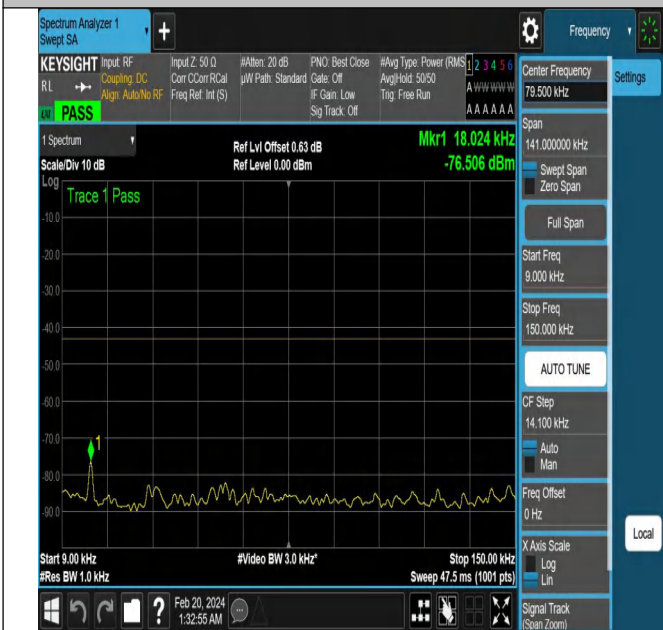 Spectrum Analyzer 1
Swept SA
+
Frequency
KEYSIGHT
RL
LXI
PASS
Input: RF
Coupling: DC
Align: Auto/No RF
Input Z: 50 Ω
Corr CCorr RCal
Freq Ref: Int (S)
#Atten: 20 dB
µW Path: Standard
PNO: Best Close
Gate: Off
IF Gain: Low
Sig Track: Off
#Avg Type: Power (RMS
Avg|Hold: 50/50
Trig: Free Run
1 2 3 4 5 6
A W W W W W
A A A A A A
1 Spectrum
Scale/Div 10 dB
Ref Lvl Offset 0.63 dB
Ref Level 0.00 dBm
Mkr1 18.024 kHz
-76.506 dBm
Log
Trace 1 Pass
-10.0
-20.0
-30.0
-40.0
-50.0
-60.0
-70.0
-80.0
-90.0
1
Start 9.00 kHz
#Res BW 1.0 kHz
#Video BW 3.0 kHz*
Stop 150.00 kHz
Sweep 47.5 ms (1001 pts)
Feb 20, 2024
1:32:55 AM
?
Center Frequency
79.500 kHz
Span
141.000000 kHz
Swept Span
Zero Span
Full Span
Start Freq
9.000 kHz
Stop Freq
150.000 kHz
AUTO TUNE
CF Step
14.100 kHz
Auto
Man
Freq Offset
0 Hz
X Axis Scale
Log
Lin
Signal Track
(Span Zoom)
Settings
Local